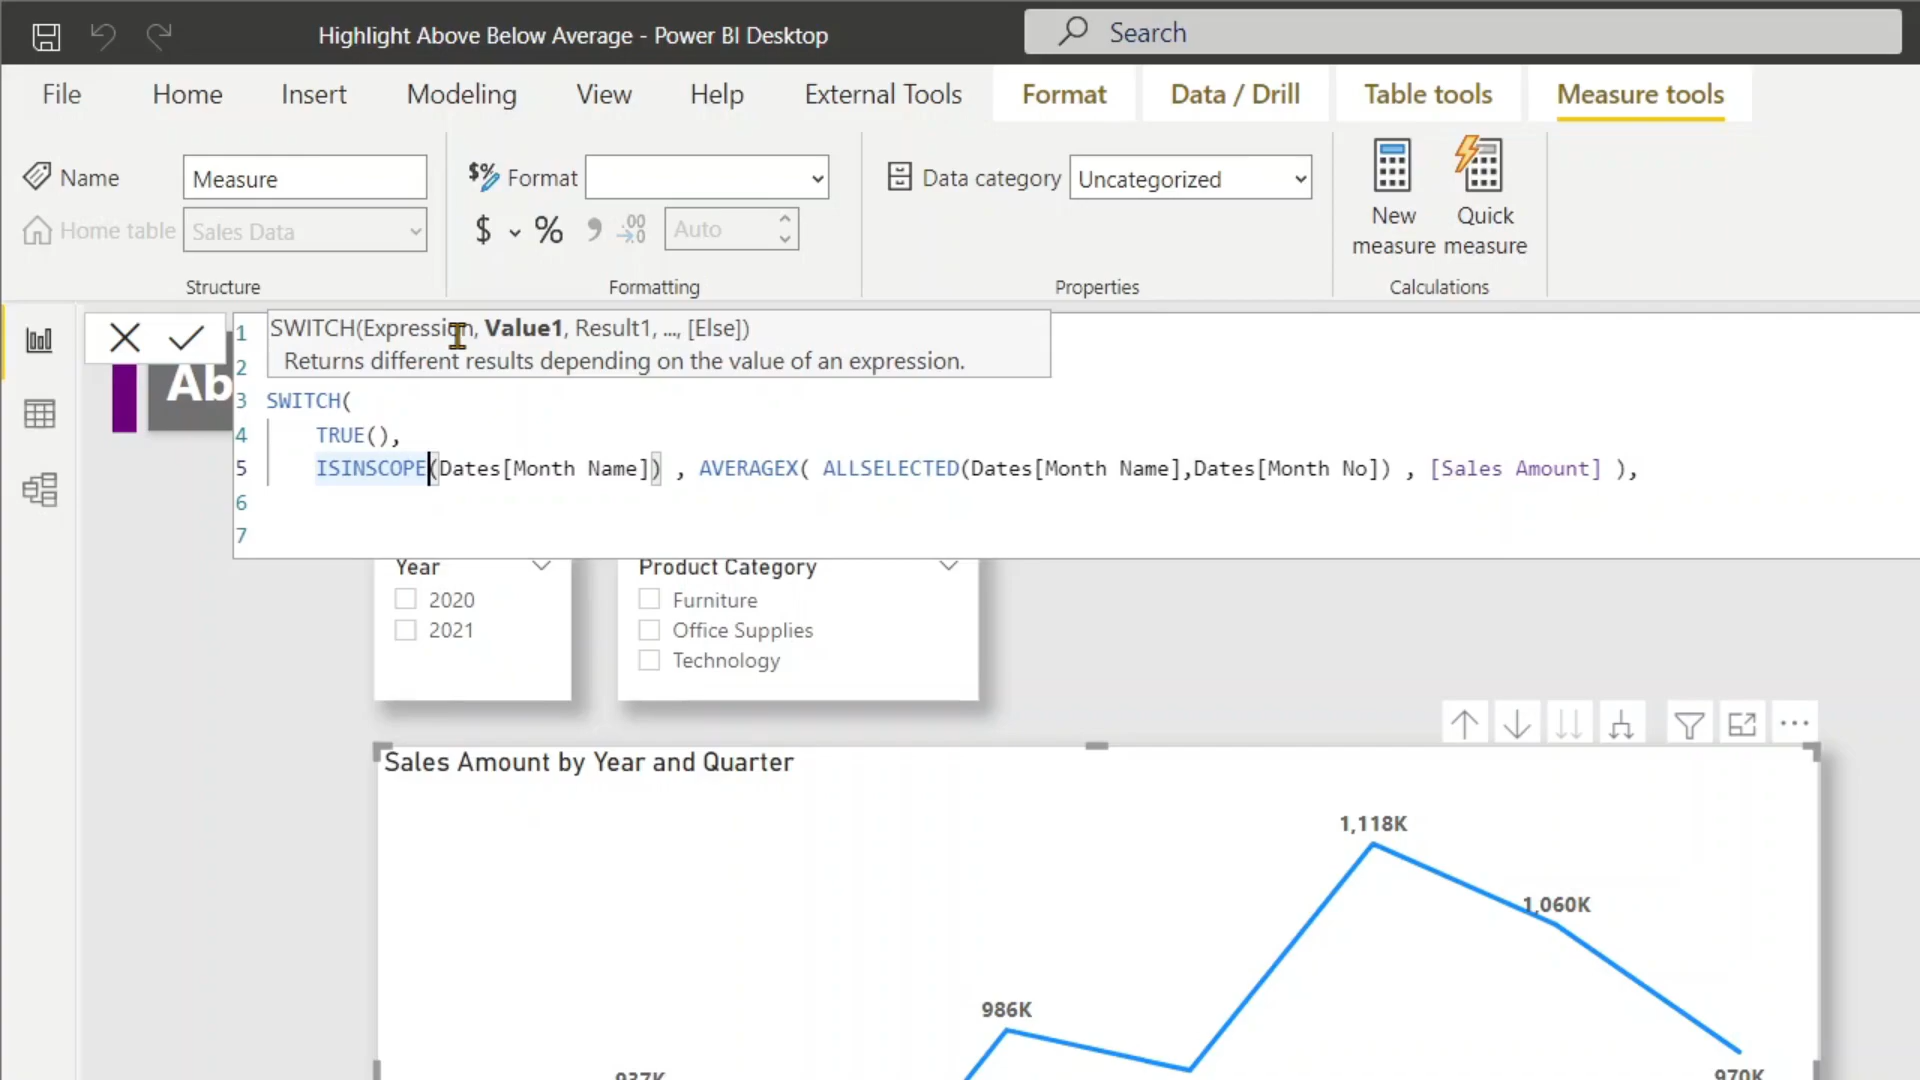 Highlight Above Below Average - Power BI Desktop
Search
File Home Insert Modeling View Help External Tools Format Data / Drill Table tools Measure tools
Name Measure
Home table Sales Data
Structure
$% Format
$ % , .00 →0 Auto
Formatting
Data category Uncategorized
Properties
New measure
Quick measure
Calculations
SWITCH(Expression, Value1, Result1, ..., [Else])
Returns different results depending on the value of an expression.
1
2
3 SWITCH(
4 TRUE(),
5 ISINSCOPE(Dates[Month Name]) , AVERAGEX( ALLSELECTED(Dates[Month Name],Dates[Month No]) , [Sales Amount] ),
6
7
Ab
Year
2020
2021
Product Category
Furniture
Office Supplies
Technology
Sales Amount by Year and Quarter
1,118K
1,060K
986K
937K
970K